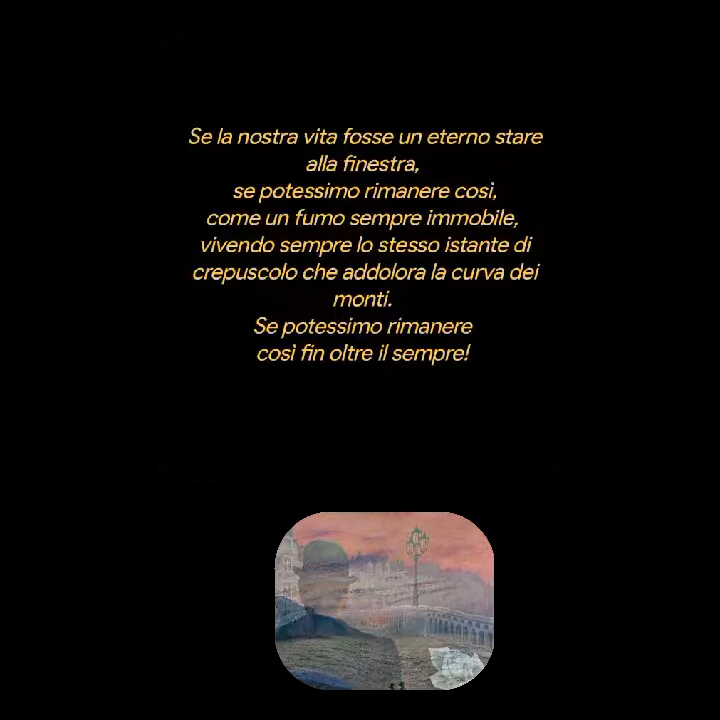 Se la nostra vita fosse un eterno stare
alla finestra,
se potessimo rimanere cosi,
come un fumo sempre immobile,
vivendo sempre lo stesso istante di
crepuscolo che addolora la curva dei
monti.
Se potessimo rimanere
così fin oltre il sempre!